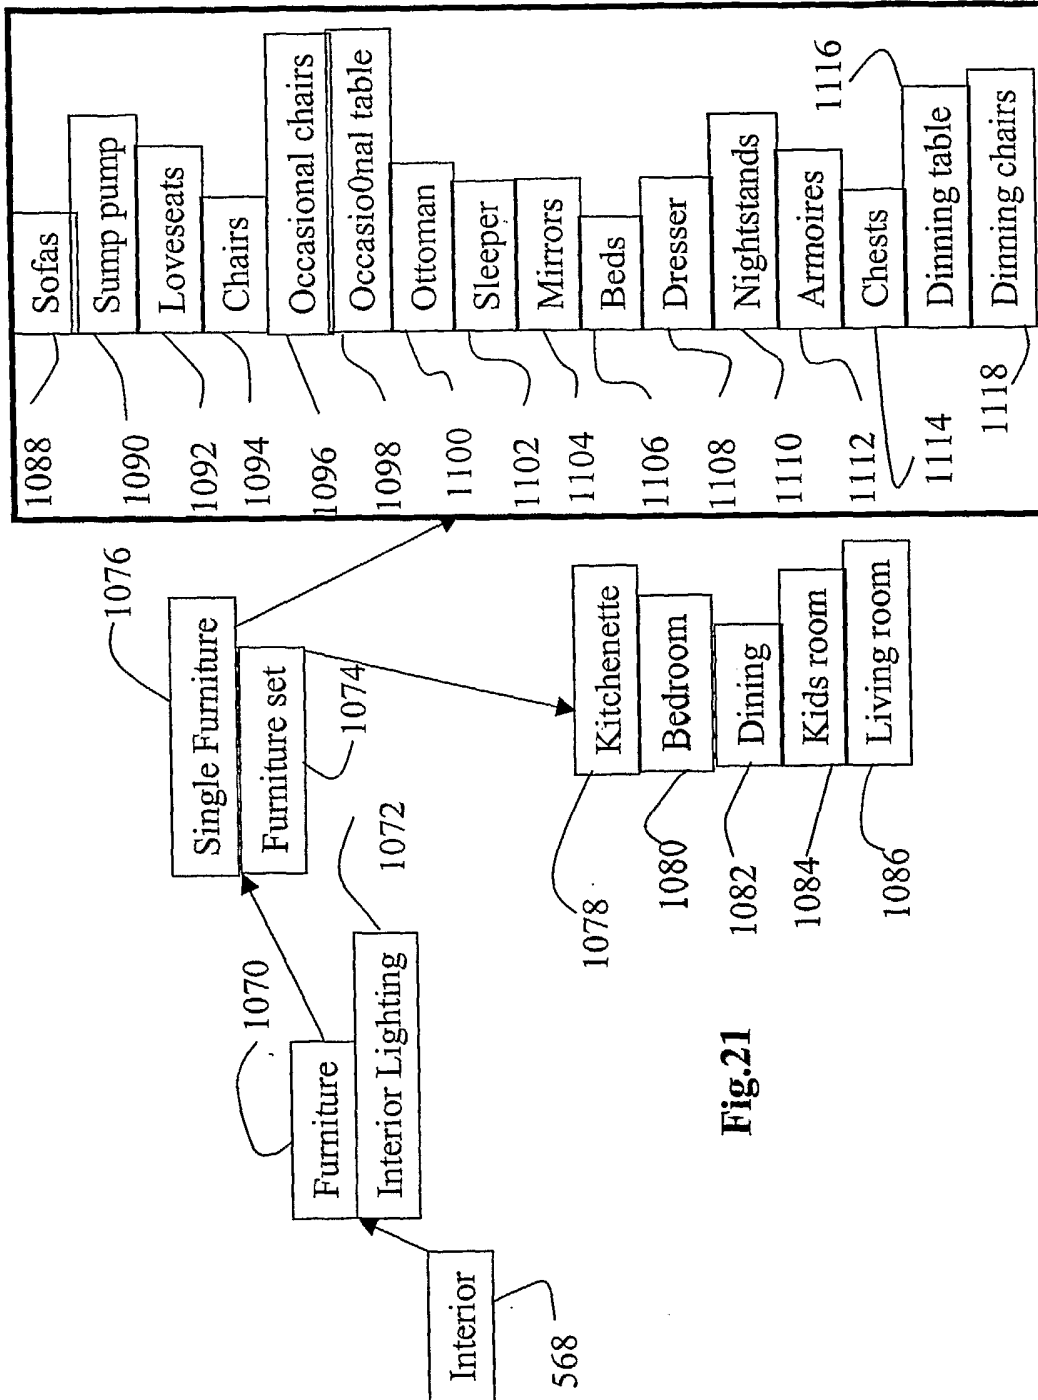 Interior
568
Furniture
Interior Lighting
1070
1072
Single Furniture
Furniture set
1076
1074
Kitchenette
Bedroom
Dining
Kids room
Living room
1078
1080
1082
1084
1086
Sofas
Sump pump
Loveseats
Chairs
Occasional chairs
Occasio0nal table
Ottoman
Sleeper
Mirrors
Beds
Dresser
Nightstands
Armoires
Chests
Dinning table
Dinning chairs
1088
1090
1092
1094
1096
1098
1100
1102
1104
1106
1108
1110
1112
1114
1116
1118
Fig.21